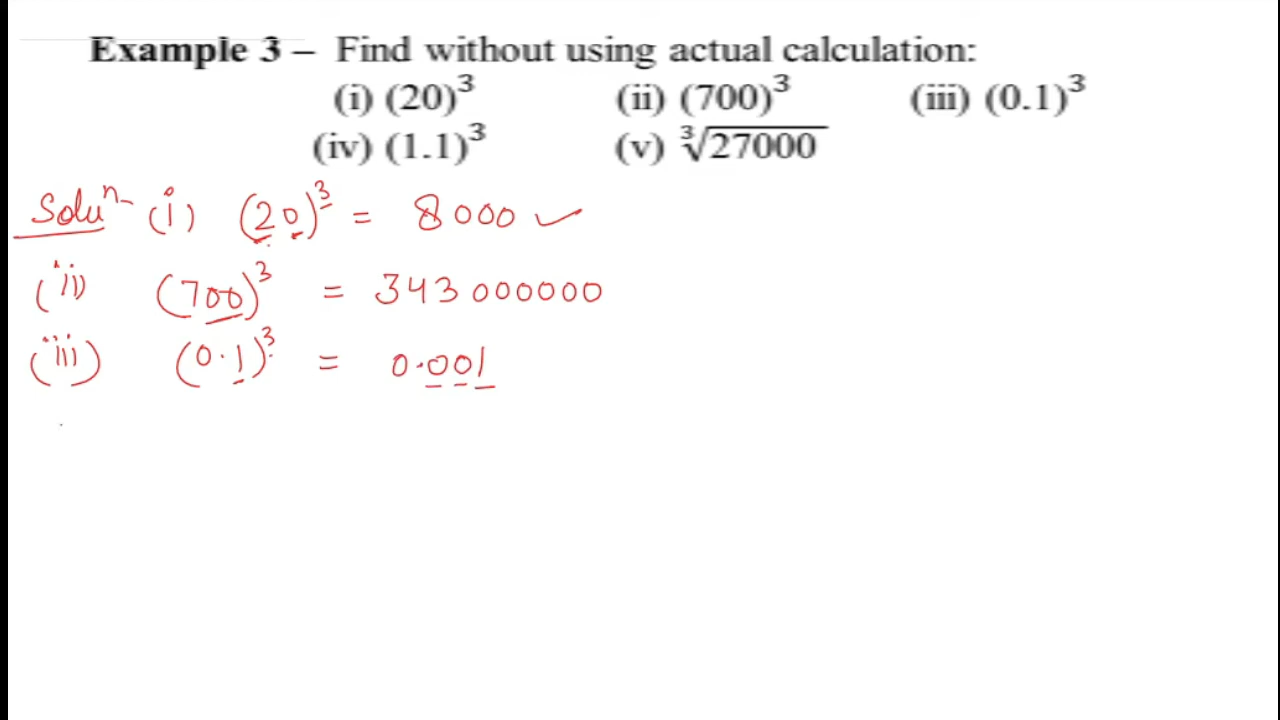 Example 3 – Find without using actual calculation:
(i) (20)³ (ii) (700)³ (iii) (0.1)³
(iv) (1.1)³ (v) ∛27000
Soluⁿ- (i) (20)³ = 8000 ✓
(ii) (700)³ = 343000000
(iii) (0.1)³ = 0.001